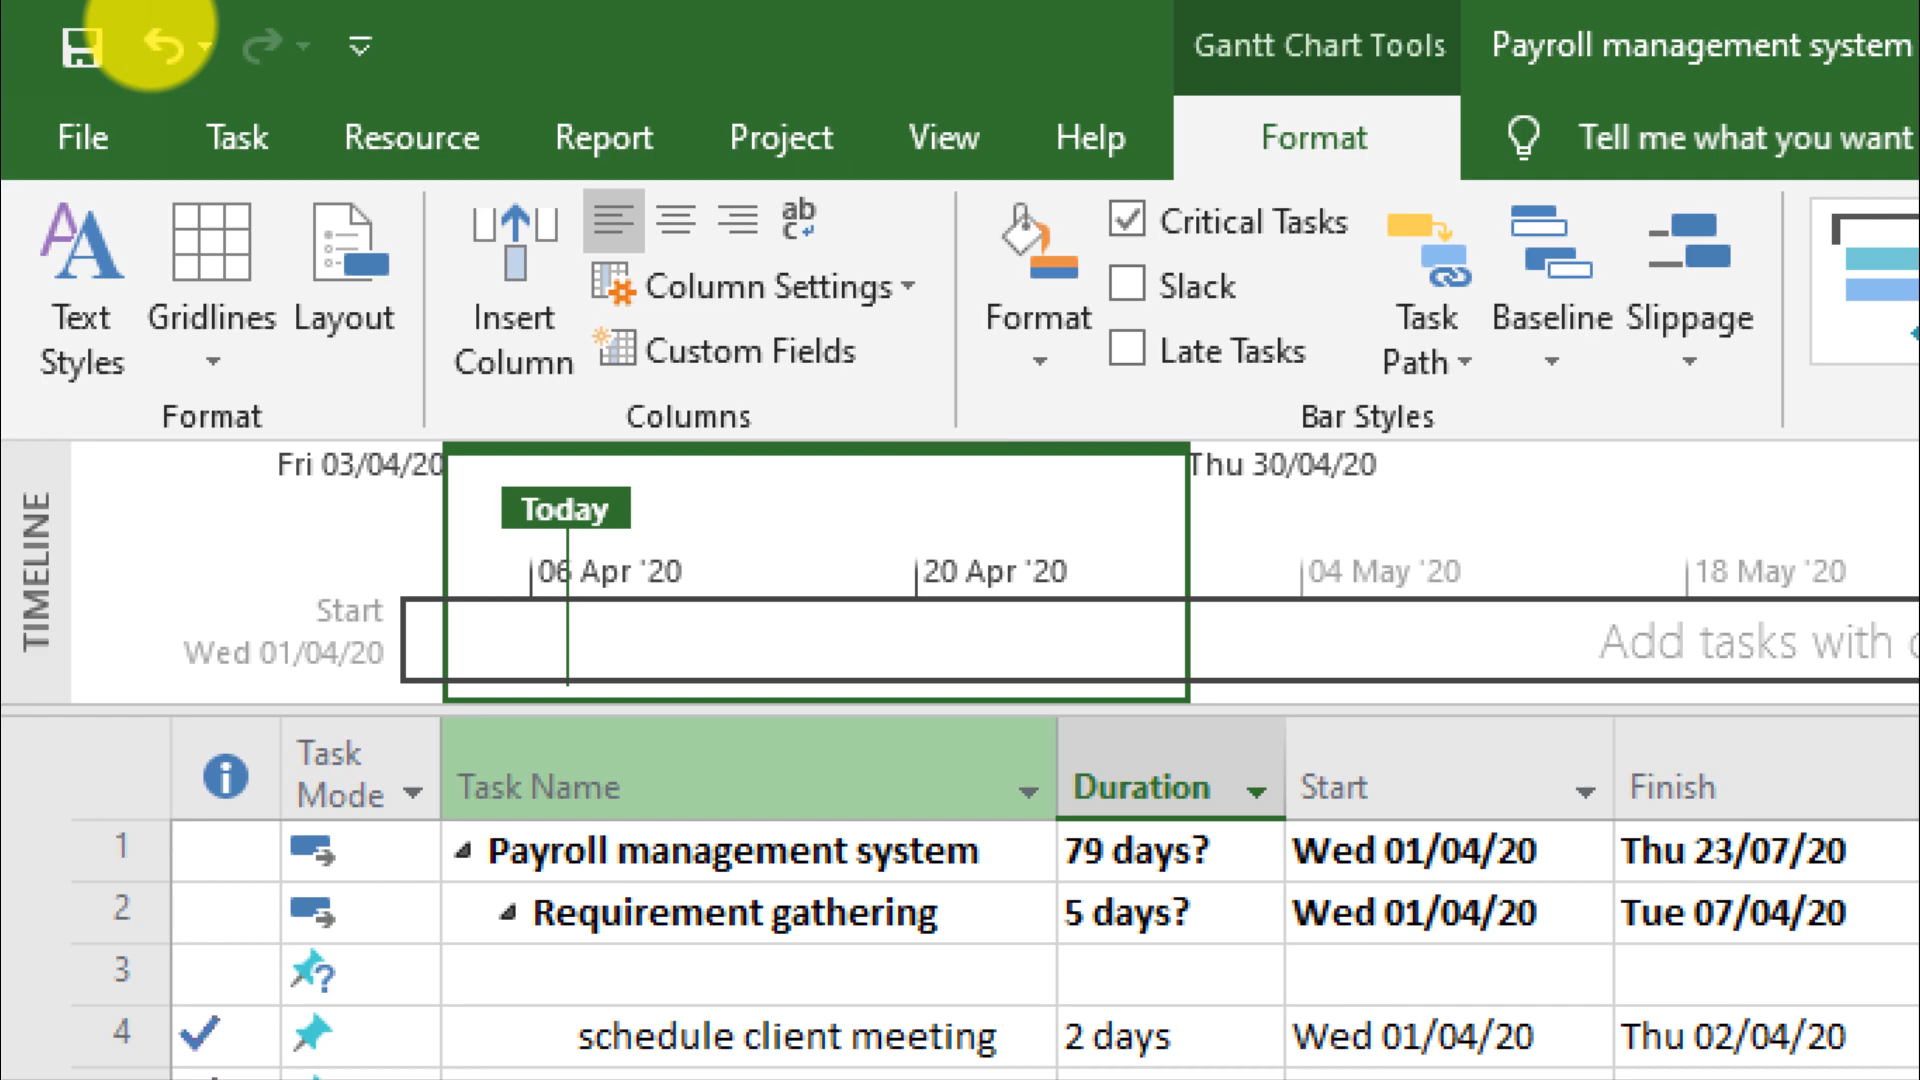 Gantt Chart Tools Payroll management system
File Task Resource Report Project View Help Format Tell me what you want
Text Styles
Gridlines
Layout
Format
Insert Column
ab
c
Column Settings
Custom Fields
Columns
Format
Critical Tasks
Slack
Late Tasks
Task Path
Baseline
Slippage
Bar Styles
TIMELINE
Fri 03/04/20 Thu 30/04/20
Today
06 Apr '20 20 Apr '20 04 May '20 18 May '20
Start
Wed 01/04/20
Add tasks with
Task Mode Task Name Duration Start Finish
1 Payroll management system 79 days? Wed 01/04/20 Thu 23/07/20
2 Requirement gathering 5 days? Wed 01/04/20 Tue 07/04/20
3
4 schedule client meeting 2 days Wed 01/04/20 Thu 02/04/20